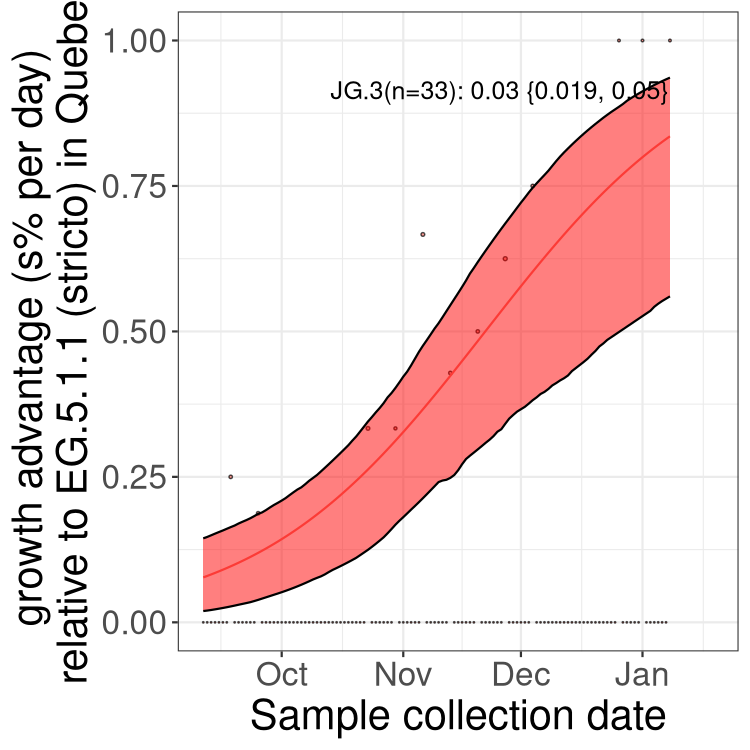 growth advantage (s% per day)
relative to EG.5.1.1 (stricto) in Quebe
1.00
0.75
0.50
0.25
0.00
JG.3(n=33): 0.03 {0.019, 0.05}
Oct Nov Dec Jan
Sample collection date